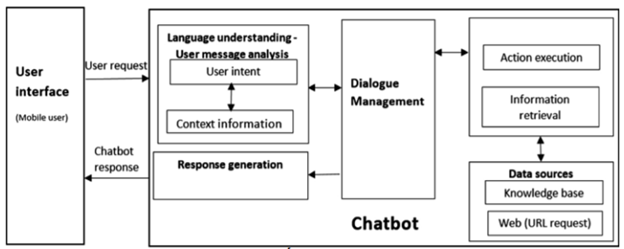 User
interface
(Mobile user)
User request
Chatbot
response
Language understanding -
User message analysis
User intent
Context information
Response generation
Dialogue
Management
Action execution
Information
retrieval
Data sources
Knowledge base
Web (URL request)
Chatbot